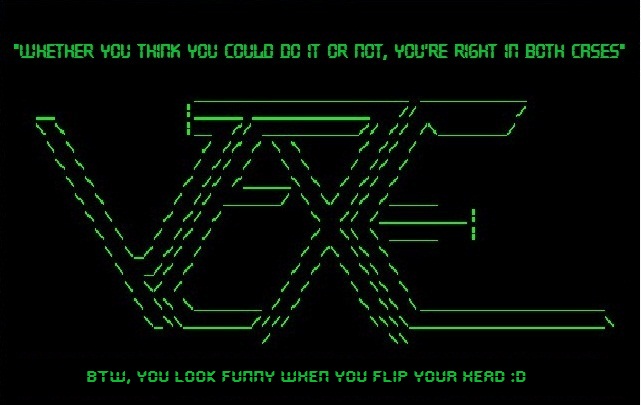 "WHETHER YOU THINK YOU COULD DO IT OR NOT, YOU'RE RIGHT IN BOTH CASES"
BTW, YOU LOOK FUNNY WHEN YOU FLIP YOUR HEAD :D